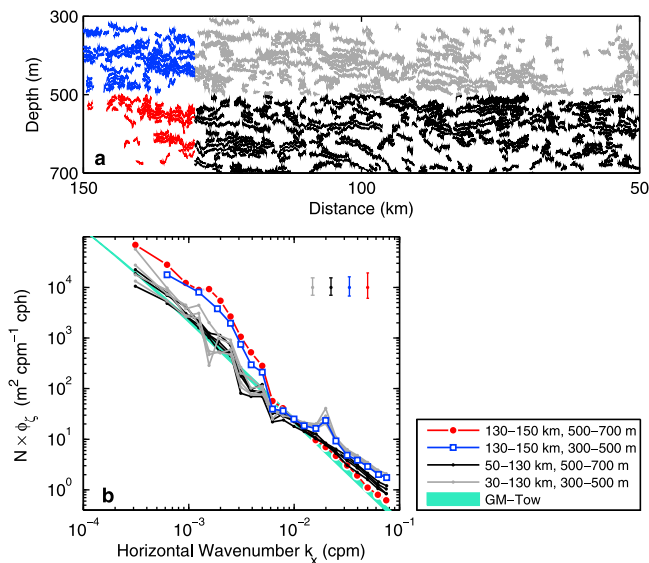 300
500
700
Depth (m)
a
150
100
50
Distance (km)
10^4
10^3
10^2
10^1
10^0
N × ϕ_ζ (m^2 cpm^−1 cph)
b
10^−4
10^−3
10^−2
10^−1
Horizontal Wavenumber k_x (cpm)
130−150 km, 500−700 m
130−150 km, 300−500 m
50−130 km, 500−700 m
30−130 km, 300−500 m
GM−Tow